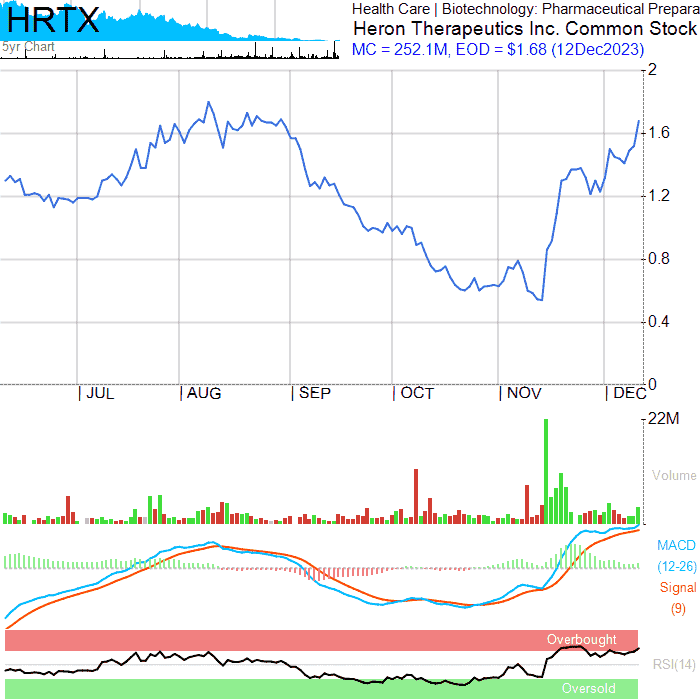 HRTX
5yr Chart
Health Care | Biotechnology: Pharmaceutical Prepara
Heron Therapeutics Inc. Common Stock
MC = 252.1M, EOD = $1.68 (12Dec2023)
2
1.6
1.2
0.8
0.4
0
JUL
AUG
SEP
OCT
NOV
DEC
22M
Volume
MACD
(12-26)
Signal
(9)
Overbought
RSI(14)
Oversold